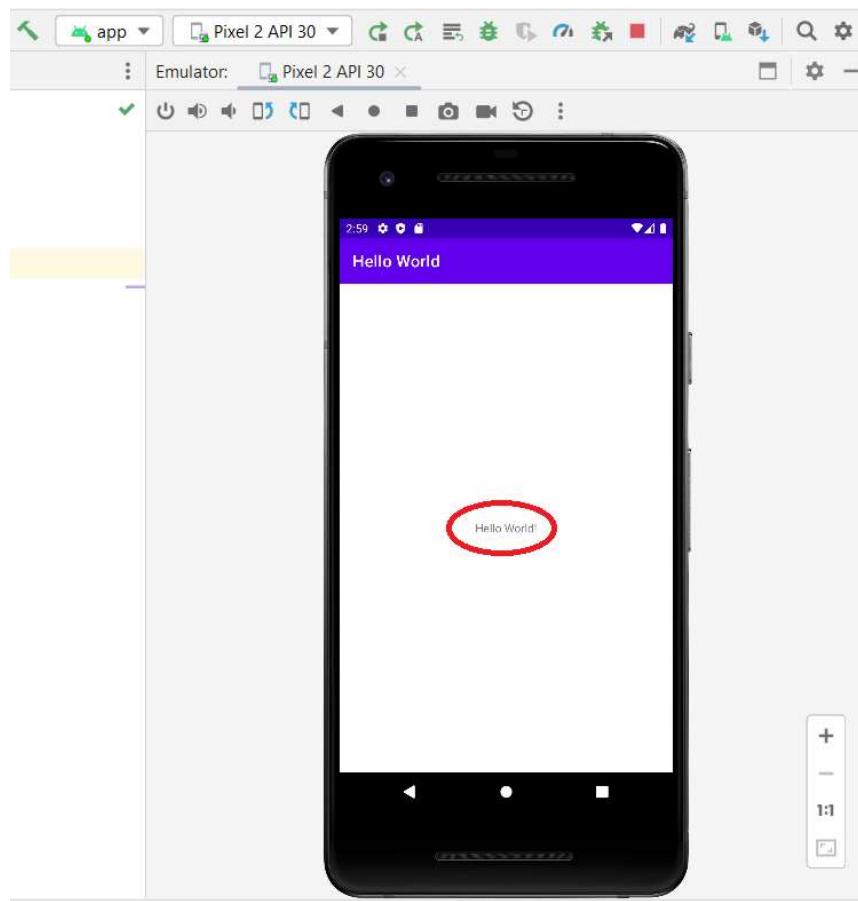 app Pixel 2 API 30
Emulator: Pixel 2 API 30
2:59
Hello World
Hello World!
1:1